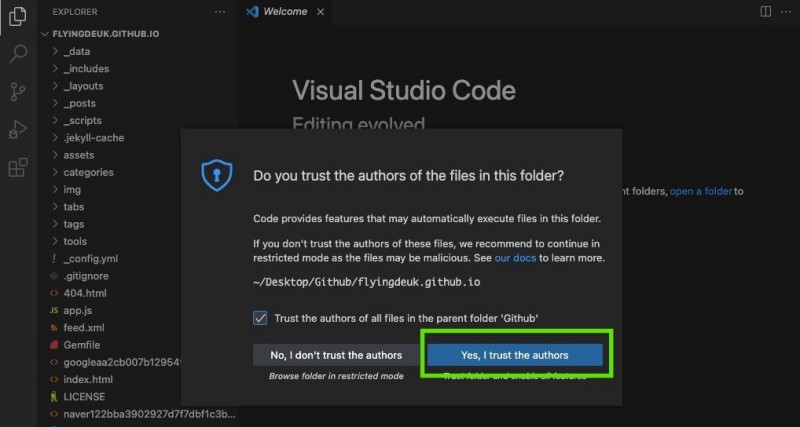 EXPLORER
FLYINGDEUK.GITHUB.IO
_data
_includes
_layouts
_posts
_scripts
.jekyll-cache
assets
categories
img
tabs
tags
tools
! _config.yml
.gitignore
<> 404.html
JS app.js
feed.xml
Gemfile
<> index.html
LICENSE
Welcome
Visual Studio Code
Editing evolved
folders, open a folder to
Do you trust the authors of the files in this folder?
Code provides features that may automatically execute files in this folder.
If you don't trust the authors of these files, we recommend to continue in
restricted mode as the files may be malicious. See our docs to learn more.
~/Desktop/Github/flyingdeuk.github.io
Trust the authors of all files in the parent folder 'Github'
No, I don't trust the authors
Yes, I trust the authors
Browse folder in restricted mode
Trust folder and enable all features